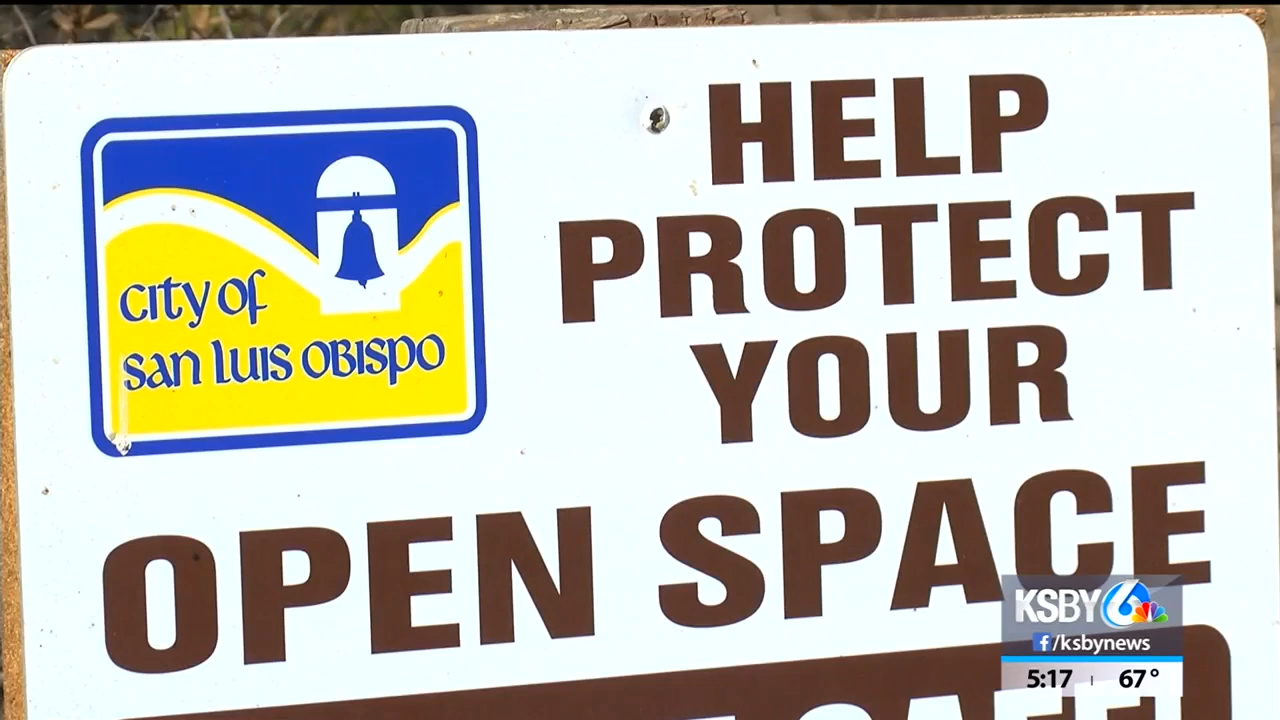 City of
San Luis Obispo
HELP
PROTECT
YOUR
OPEN SPACE
KSBY 6
f/ksbynews
5:17 67°